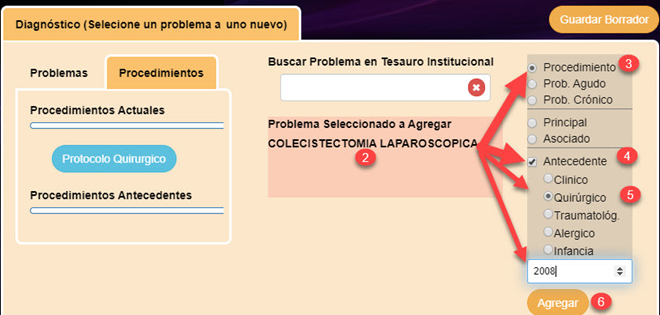 Diagnóstico (Selecione un problema a uno nuevo)
Guardar Borrador
Problemas
Procedimientos
Procedimientos Actuales
Protocolo Quirurgico
Procedimientos Antecedentes
Buscar Problema en Tesauro Institucional
Problema Seleccionado a Agregar
COLECISTECTOMIA LAPAROSCOPICA
2
Procedimiento 3
Prob. Agudo
Prob. Crónico
Principal
Asociado
Antecedente 4
Clinico
Quirúrgico 5
Traumatológ.
Alergico
Infancia
2008
Agregar 6